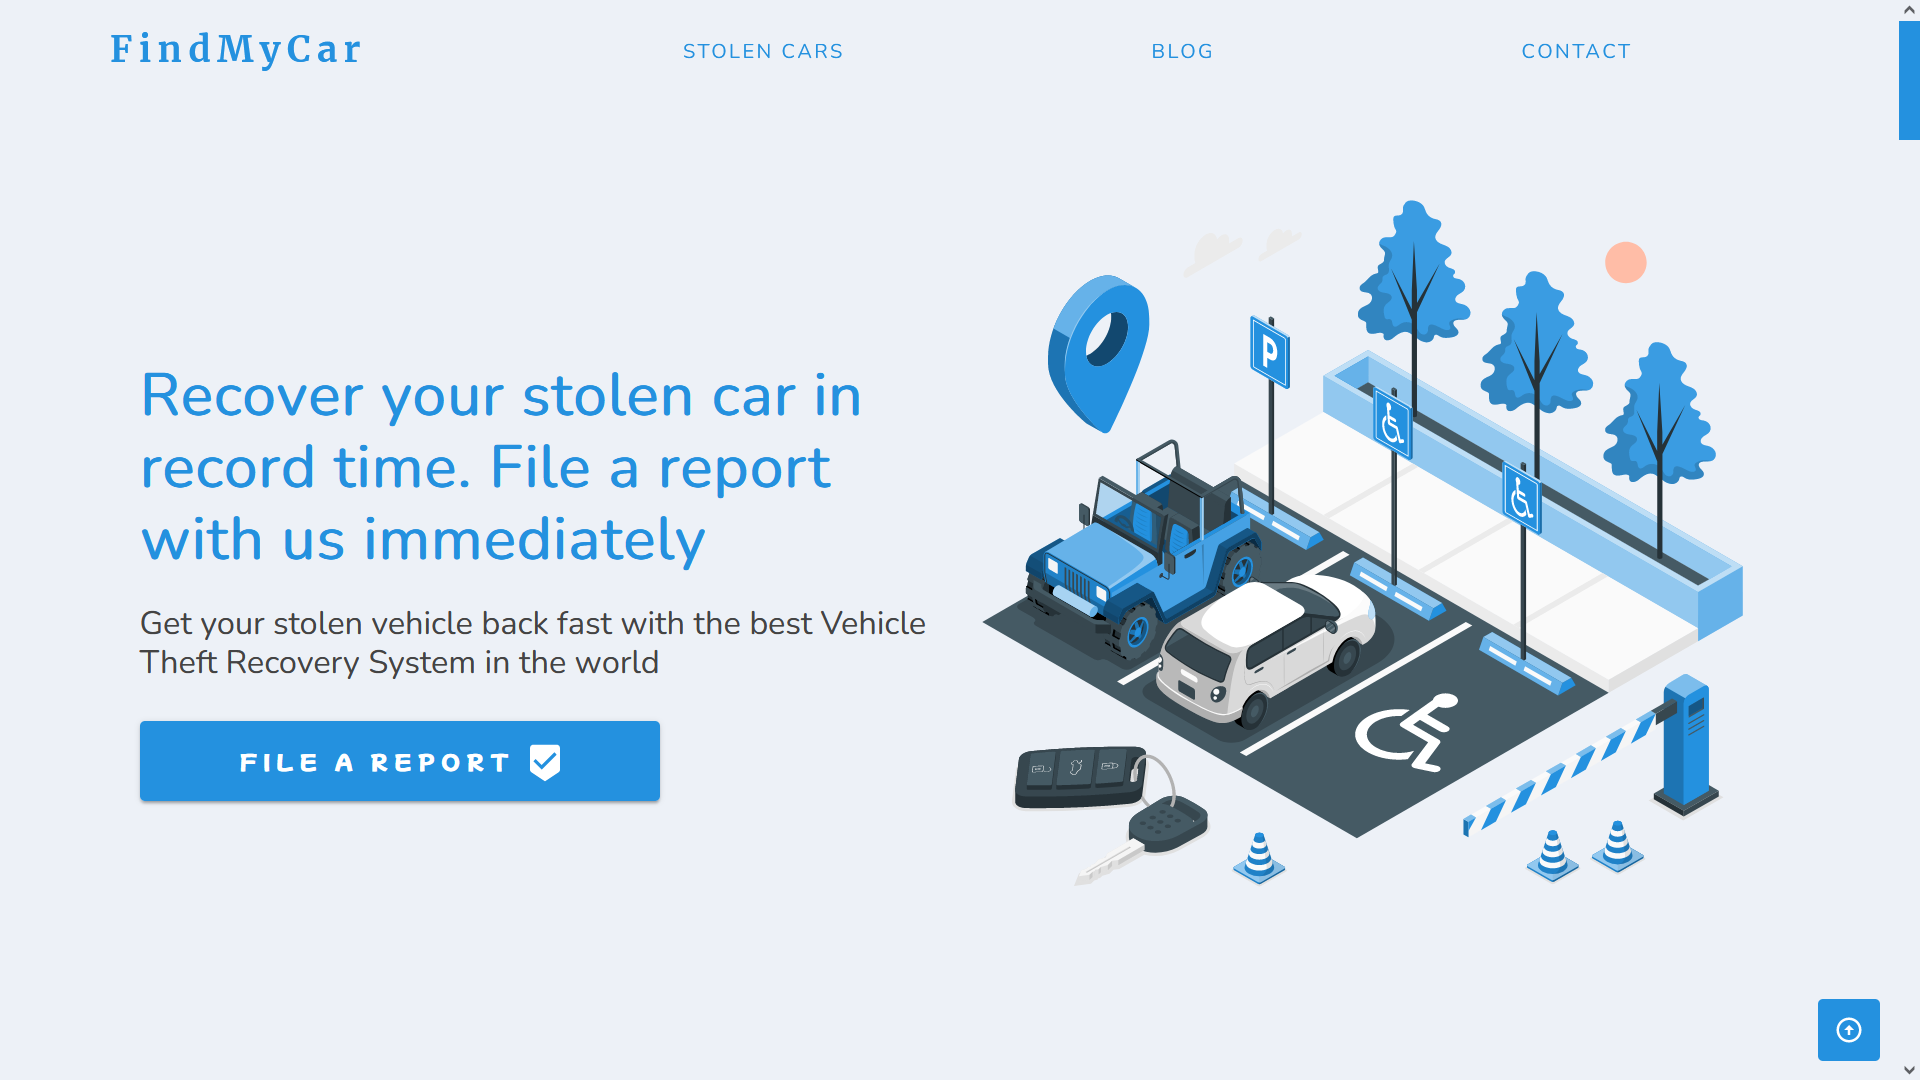 FindMyCar
STOLEN CARS
BLOG
CONTACT
Recover your stolen car in
record time. File a report
with us immediately
Get your stolen vehicle back fast with the best Vehicle
Theft Recovery System in the world
FILE A REPORT
P